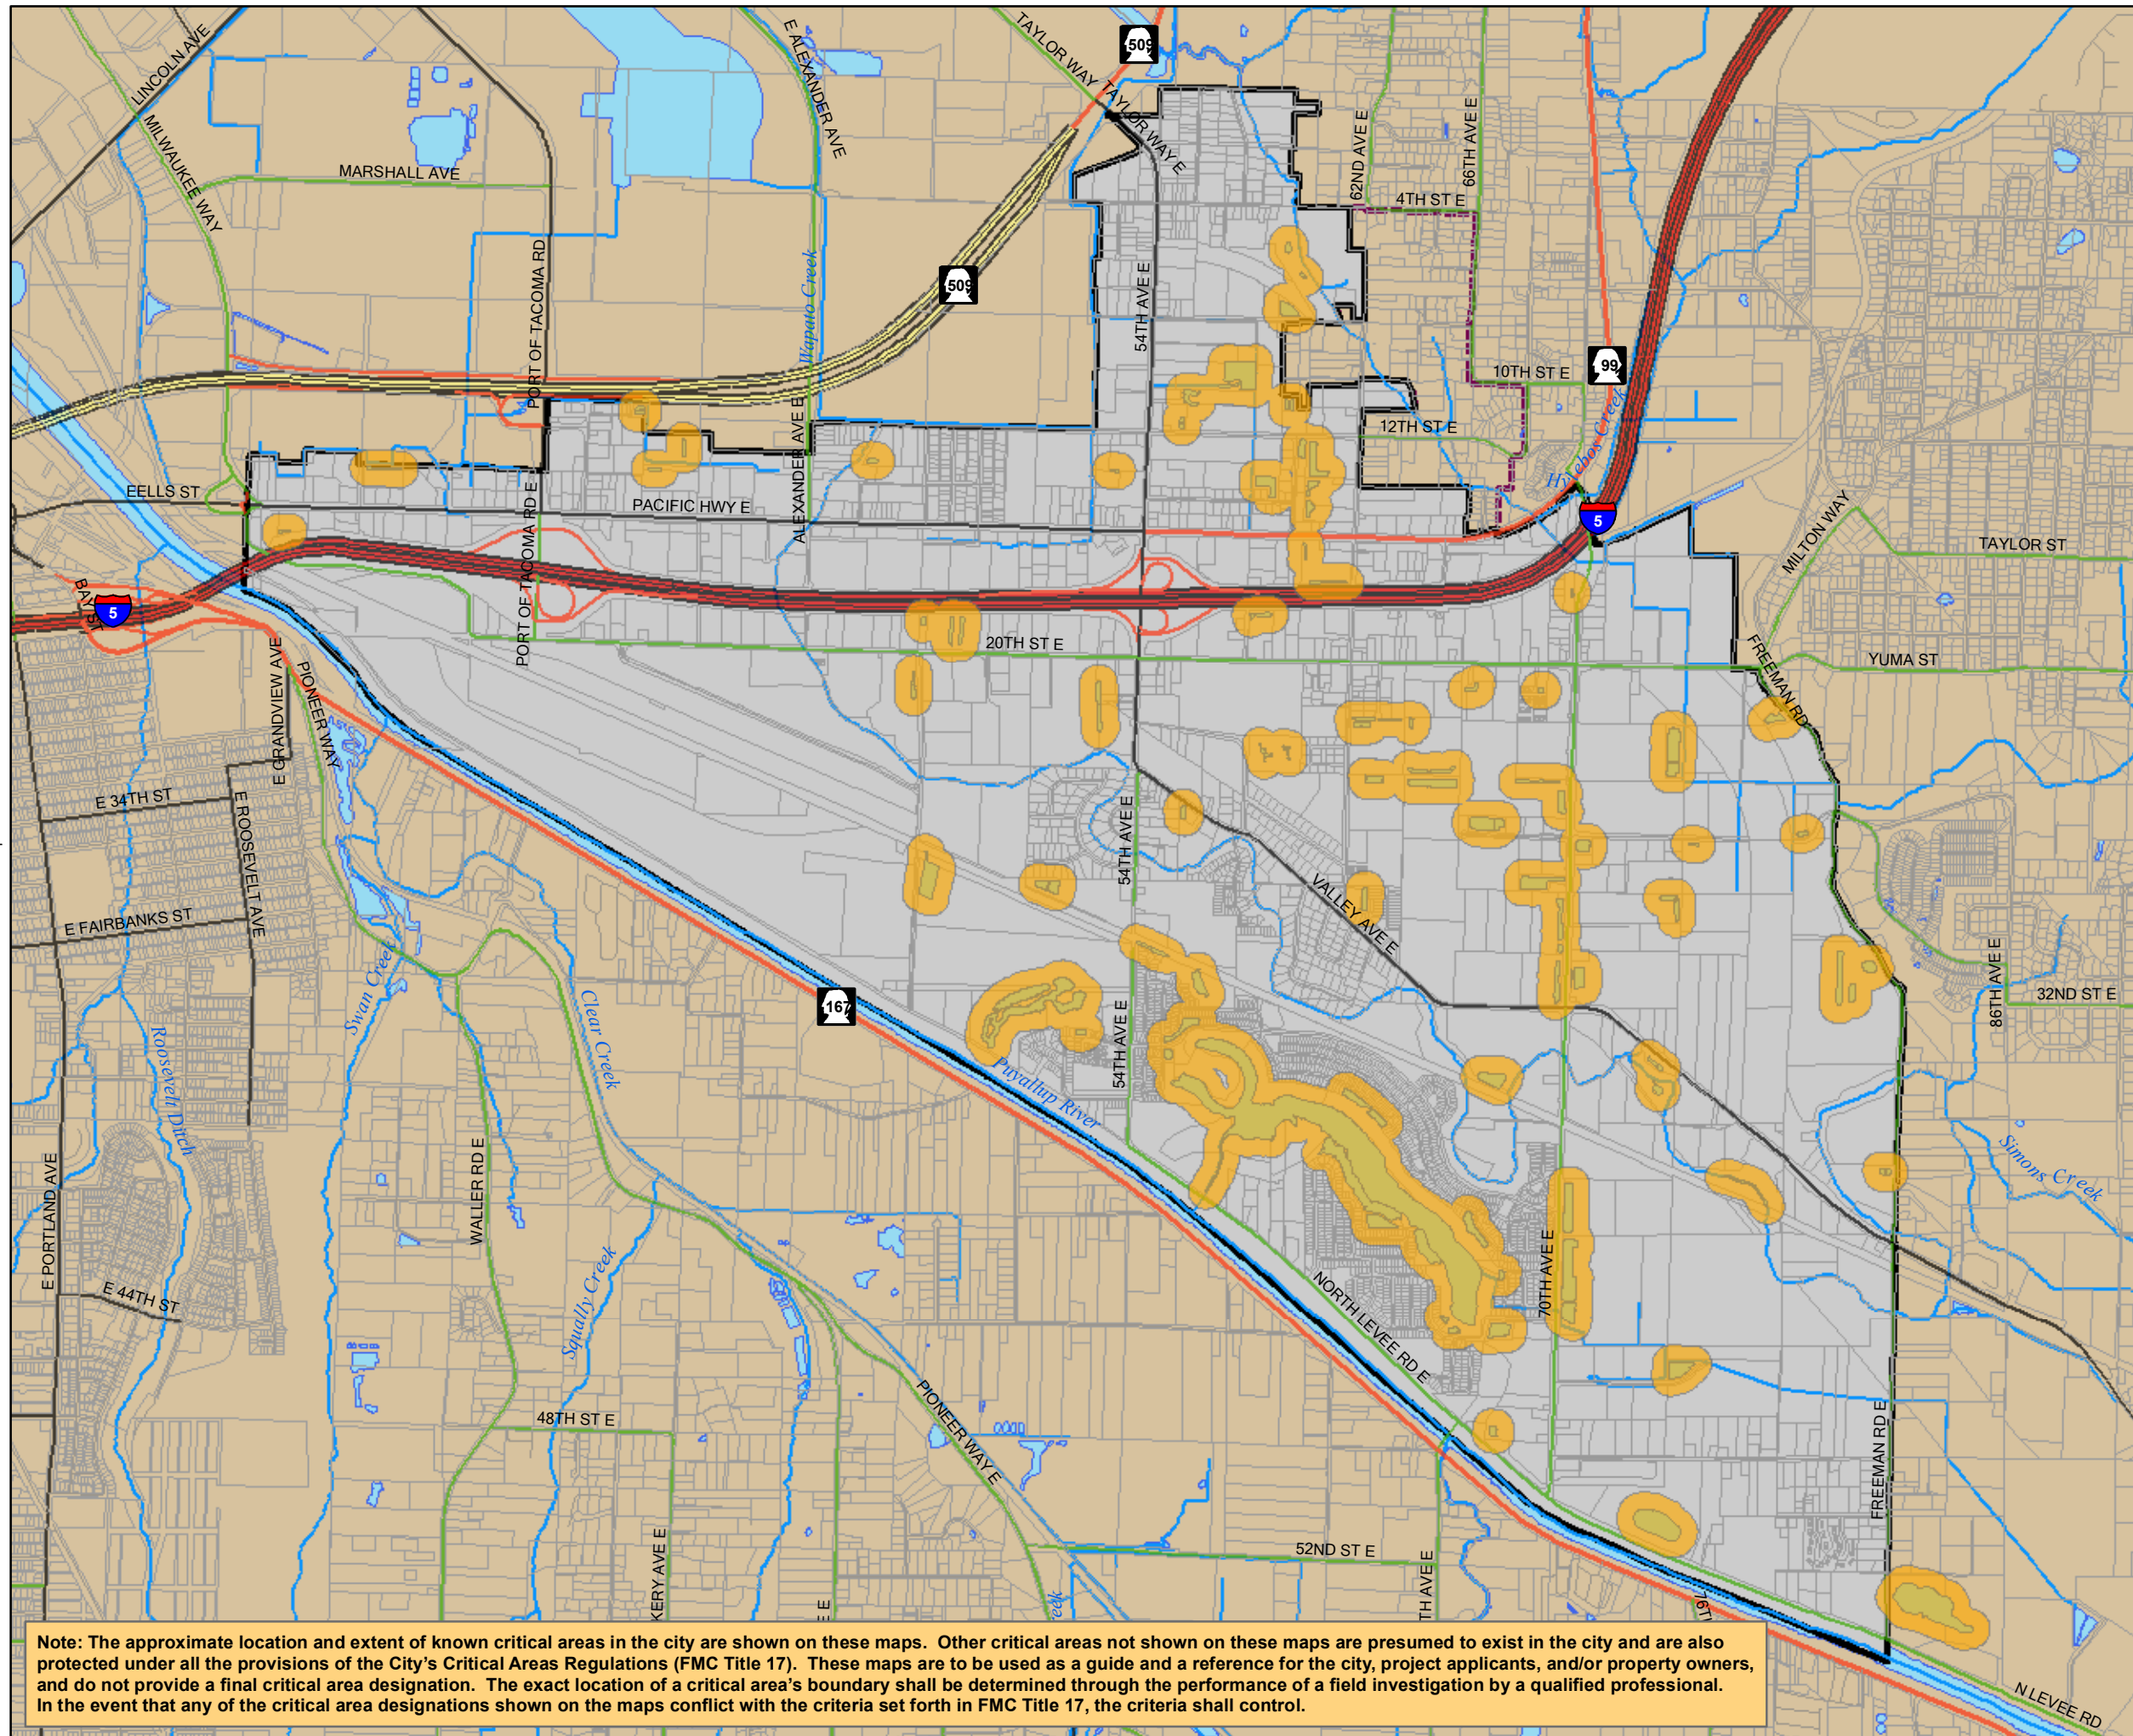 LINCOLN AVE
E ALEXANDER AVE
TAYLOR WAY
509
TAYLOR WAY E
MILWAUKEE WAY
MARSHALL AVE
62ND AVE E
66TH AVE E
4TH ST E
PORT OF TACOMA RD
Wapato Creek
509
54TH AVE E
99
10TH ST E
12TH ST E
Hylebos Creek
EELLS ST
PACIFIC HWY E
ALEXANDER AVE E
PORT OF TACOMA RD E
5
MILTON WAY
TAYLOR ST
BAY ST
5
20TH ST E
FREEMAN RD
YUMA ST
E GRANDVIEW AVE
PIONEER WAY
E 34TH ST
E ROOSEVELT AVE
54TH AVE E
VALLEY AVE E
E FAIRBANKS ST
Swan Creek
Clear Creek
167
54TH AVE E
Puyallup River
86TH AVE E
32ND ST E
Roosevelt Ditch
Simons Creek
E PORTLAND AVE
WALLER RD E
E 44TH ST
Squally Creek
70TH AVE E
NORTH LEVEE RD E
PIONEER WAY E
48TH ST E
FREEMAN RD E
52ND ST E
KERY AVE E
E E
eek
TH AVE E
76T
N LEVEE RD
Note: The approximate location and extent of known critical areas in the city are shown on these maps.  Other critical areas not shown on these maps are presumed to exist in the city and are also
protected under all the provisions of the City's Critical Areas Regulations (FMC Title 17).  These maps are to be used as a guide and a reference for the city, project applicants, and/or property owners,
and do not provide a final critical area designation.  The exact location of a critical area's boundary shall be determined through the performance of a field investigation by a qualified professional.
In the event that any of the critical area designations shown on the maps conflict with the criteria set forth in FMC Title 17, the criteria shall control.